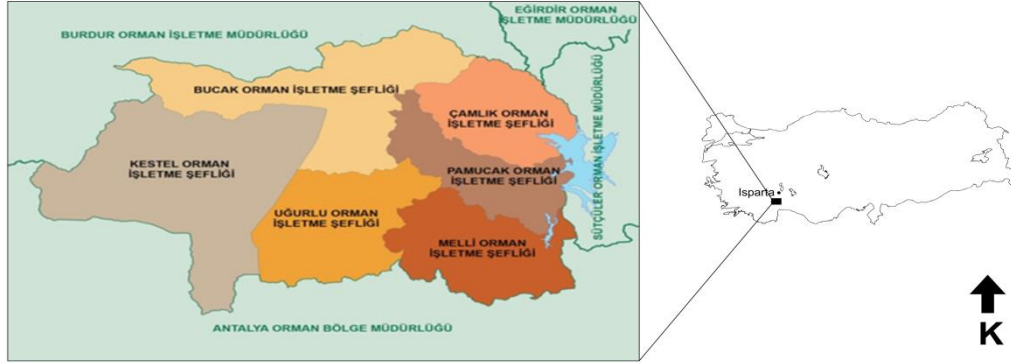 EĞİRDİR ORMAN
İŞLETME MÜDÜRLÜĞÜ
BURDUR ORMAN İŞLETME MÜDÜRLÜĞÜ
BUCAK ORMAN İŞLETME ŞEFLİĞİ
ÇAMLIK ORMAN
İŞLETME ŞEFLİĞİ
SÜTÇÜLER ORMAN İŞLETME MÜDÜRLÜĞÜ
KESTEL ORMAN
İŞLETME ŞEFLİĞİ
PAMUCAK ORMAN
İŞLETME ŞEFLİĞİ
UĞURLU ORMAN
İŞLETME ŞEFLİĞİ
MELLİ ORMAN
İŞLETME ŞEFLİĞİ
ANTALYA ORMAN BÖLGE MÜDÜRLÜĞÜ
Isparta
K